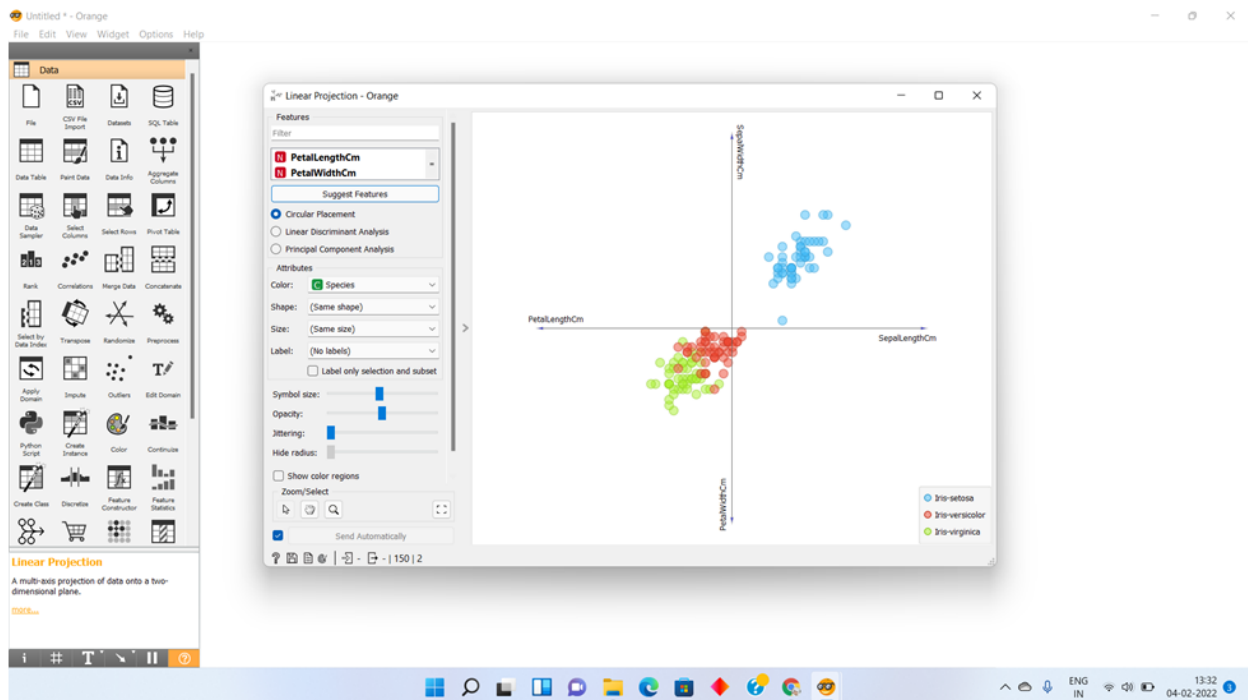 Untitled * - Orange
File Edit View Widget Options Help
Data
File
CSV File Import
Datasets
SQL Table
Data Table
Paint Data
Data Info
Aggregate Columns
Data Sampler
Select Columns
Select Rows
Pivot Table
Rank
Correlations
Merge Data
Concatenate
Select by Data Index
Transpose
Randomize
Preprocess
Apply Domain
Impute
Outliers
Edit Domain
Python Script
Create Instance
Color
Continuize
Create Class
Discretize
Feature Constructor
Feature Statistics
Linear Projection
A multi-axis projection of data onto a two-
dimensional plane.
more...
Linear Projection - Orange
Features
Filter
N PetalLengthCm
N PetalWidthCm
Suggest Features
Circular Placement
Linear Discriminant Analysis
Principal Component Analysis
Attributes
Color: C Species
Shape: (Same shape)
Size: (Same size)
Label: (No labels)
Label only selection and subset
Symbol size:
Opacity:
Jittering:
Hide radius:
Show color regions
Zoom/Select
Send Automatically
- - | 150 | 2
SepalWidthCm
PetalLengthCm
SepalLengthCm
PetalWidthCm
Iris-setosa
Iris-versicolor
Iris-virginica
ENG
IN
13:32
04-02-2022
3